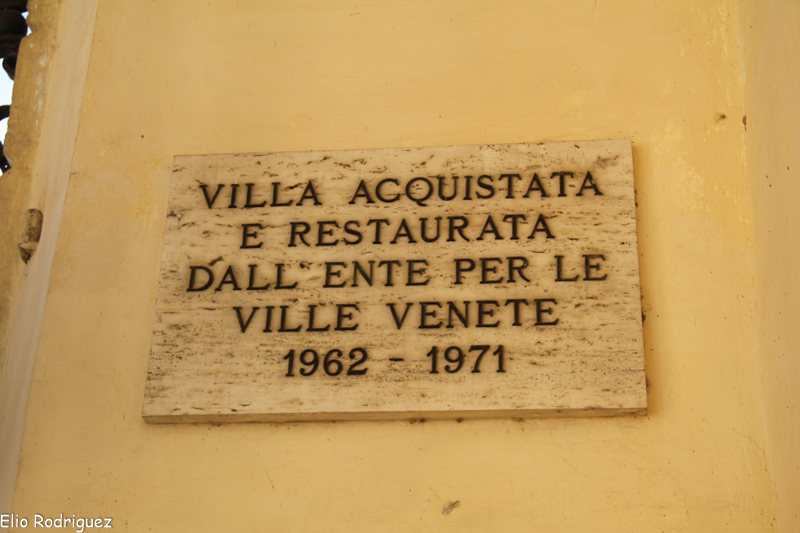 VILLA ACQUISTATA
E RESTAURATA
DALL' ENTE PER LE
VILLE VENETE
1962 - 1971
Elio Rodriguez